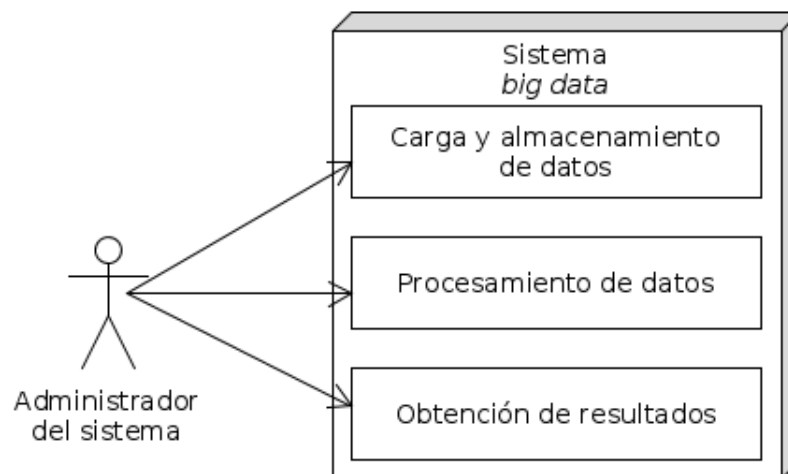 Sistema
big data
Carga y almacenamiento
de datos
Procesamiento de datos
Obtención de resultados
Administrador
del sistema